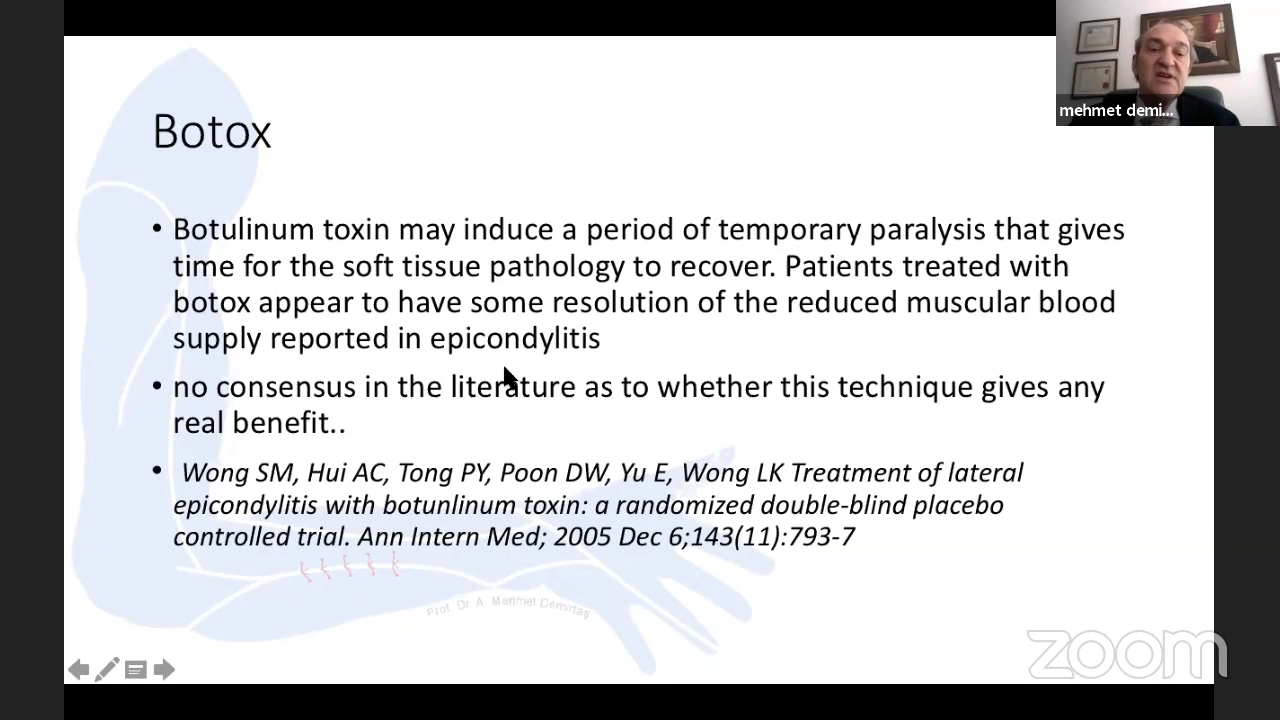 mehmet demi...
Botox
• Botulinum toxin may induce a period of temporary paralysis that gives
time for the soft tissue pathology to recover. Patients treated with
botox appear to have some resolution of the reduced muscular blood
supply reported in epicondylitis
• no consensus in the literature as to whether this technique gives any
real benefit..
• Wong SM, Hui AC, Tong PY, Poon DW, Yu E, Wong LK Treatment of lateral
epicondylitis with botunlinum toxin: a randomized double-blind placebo
controlled trial. Ann Intern Med; 2005 Dec 6;143(11):793-7
Prof. Dr. A. Mehmet Demirtaş
zoom